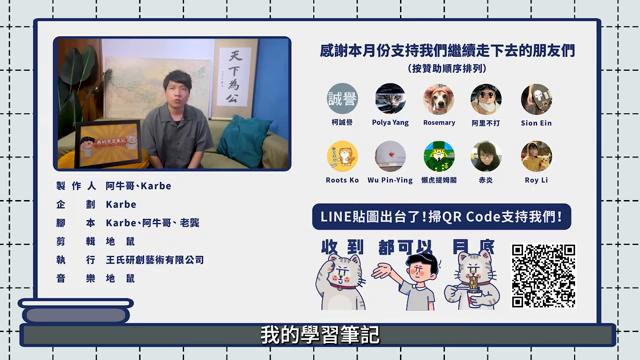 感謝本月份支持我們繼續走下去的朋友們
（按贊助順序排列）
天下為公
誠譽
柯誠譽
Polya Yang
Rosemary
阿里不打
Sion Ein
Roots Ko
Wu Pin-Ying
懶虎提姆閣
赤炎
Roy Li
製作人 阿牛哥、Karbe
企劃 Karbe
腳本 Karbe、阿牛哥、老龔
剪輯 地鼠
執行 王氏研創藝術有限公司
音樂 地鼠
LINE貼圖出台了！掃QR Code支持我們！
收到 都可以 月底
我的學習筆記